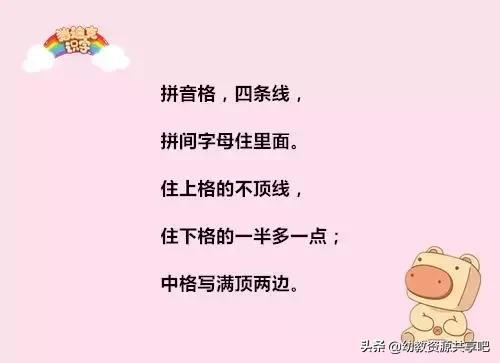 识字
拼音格，四条线，
拼间字母住里面。
住上格的不顶线，
住下格的一半多一点；
中格写满顶两边。
头条 @幼教资源共享吧